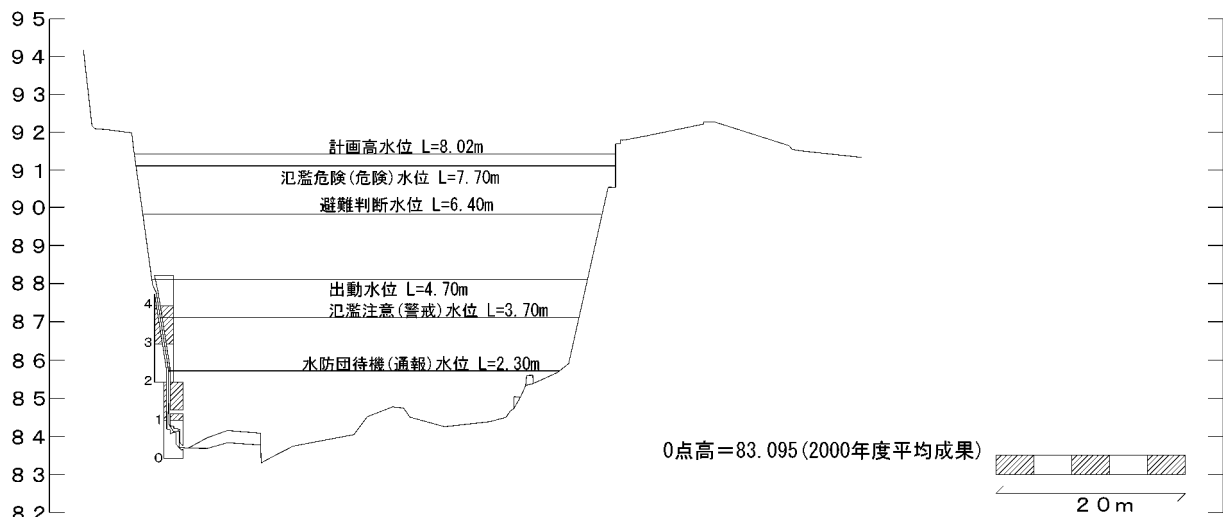 95
94
93
92
91
90
89
88
87
86
85
84
83
82
計画高水位 L=8.02m
氾濫危険(危険)水位 L=7.70m
避難判断水位 L=6.40m
出動水位 L=4.70m
氾濫注意(警戒)水位 L=3.70m
水防団待機(通報)水位 L=2.30m
4
3
2
1
0
0点高=83.095(2000年度平均成果)
20m